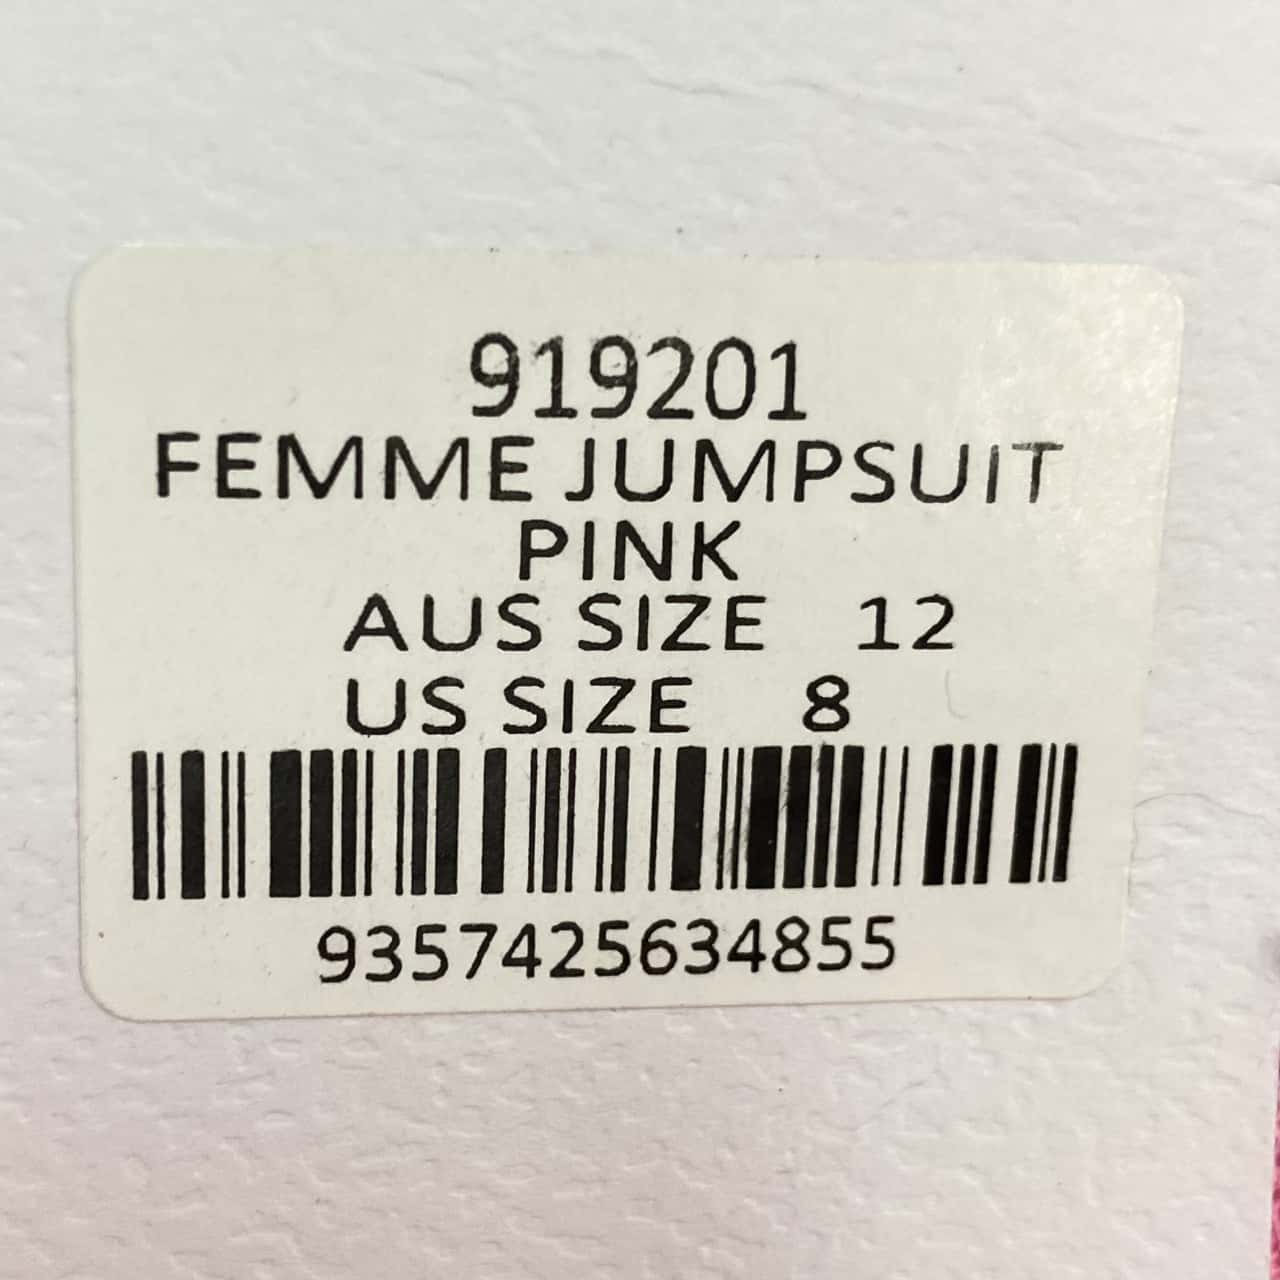 919201
FEMME JUMPSUIT
PINK
AUS SIZE 12
US SIZE 8
9357425634855